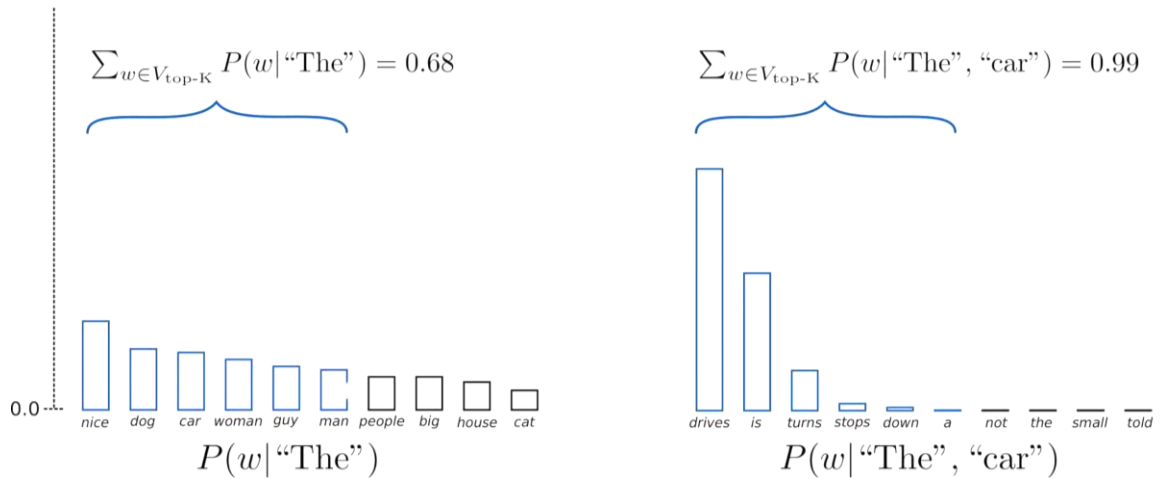 ∑_{w∈V_{top-K}} P(w|“The”) = 0.68
∑_{w∈V_{top-K}} P(w|“The”, “car”) = 0.99
0.0
nice dog car woman guy man people big house cat
drives is turns stops down a not the small told
P(w|“The”)
P(w|“The”, “car”)